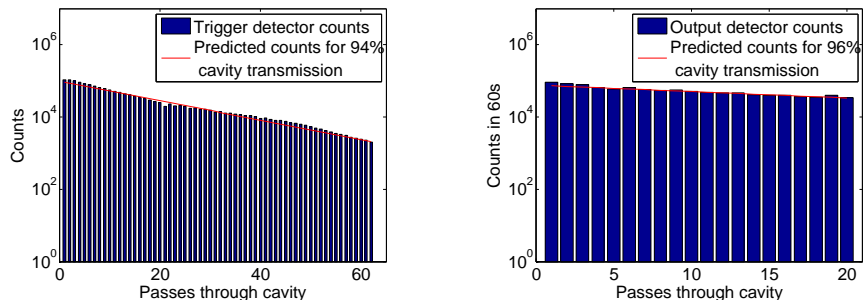 10^6
10^4
10^2
10^0
0
20
40
60
Counts
Passes through cavity
Trigger detector counts
Predicted counts for 94%
cavity transmission
10^6
10^4
10^2
10^0
0
5
10
15
20
Counts in 60s
Passes through cavity
Output detector counts
Predicted counts for 96%
cavity transmission